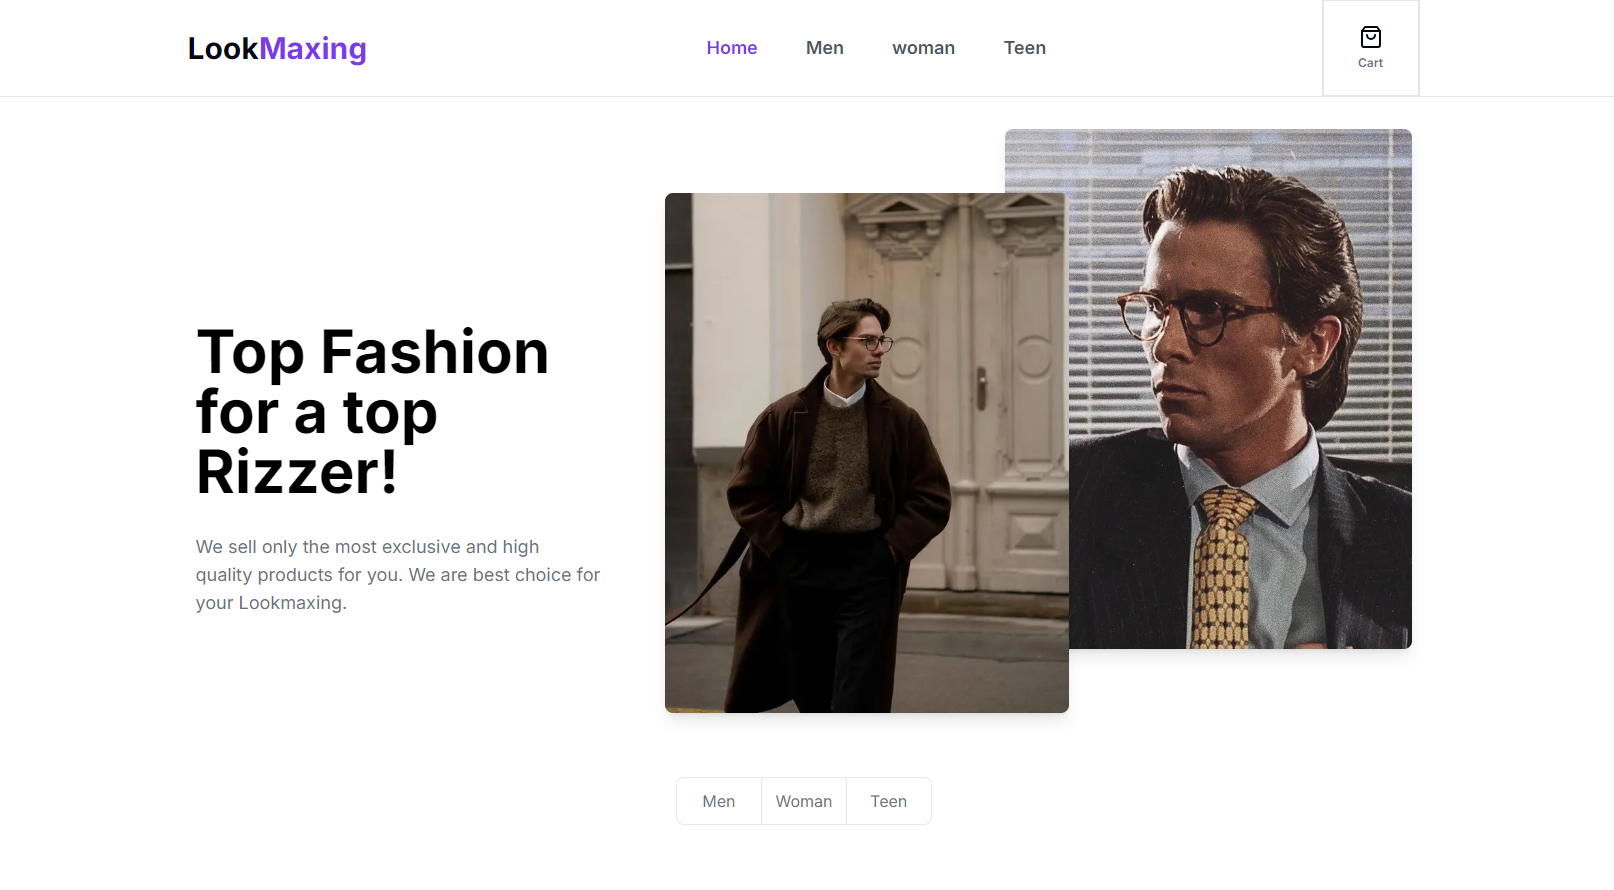 LookMaxing
Home Men woman Teen
Cart
Top Fashion
for a top
Rizzer!
We sell only the most exclusive and high
quality products for you. We are best choice for
your Lookmaxing.
Men Woman Teen